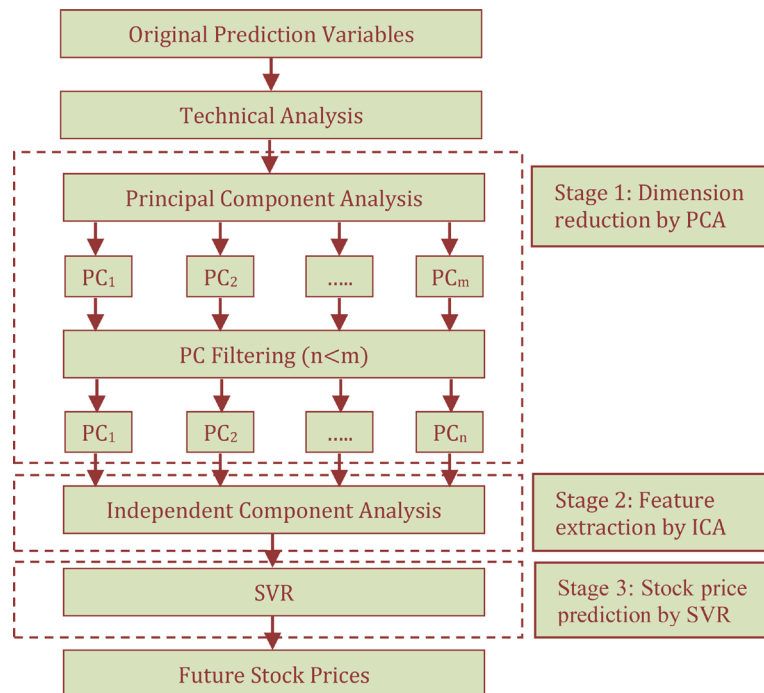 Original Prediction Variables
Technical Analysis
Principal Component Analysis
Stage 1: Dimension
reduction by PCA
PC₁ PC₂ ..... PCₘ
PC Filtering (n<m)
PC₁ PC₂ ..... PCₙ
Independent Component Analysis
Stage 2: Feature
extraction by ICA
SVR
Stage 3: Stock price
prediction by SVR
Future Stock Prices